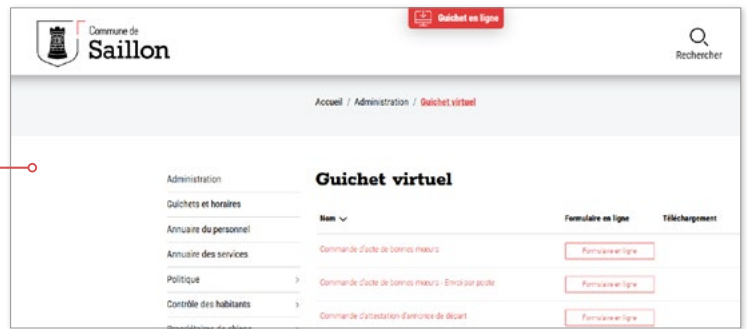 Commune de
Saillon
Guichet en ligne
Rechercher
Accueil / Administration / Guichet virtuel
Administration
Guichets et horaires
Annuaire du personnel
Annuaire des services
Politique >
Contrôle des habitants >
Propriétaires de chiens
Guichet virtuel
Nom Formulaire en ligne Téléchargement
Commande d'acte de bonnes mœurs Formulaire en ligne
Commande d'acte de bonnes mœurs - Envoi par poste Formulaire en ligne
Commande d'attestation d'annonce de départ Formulaire en ligne